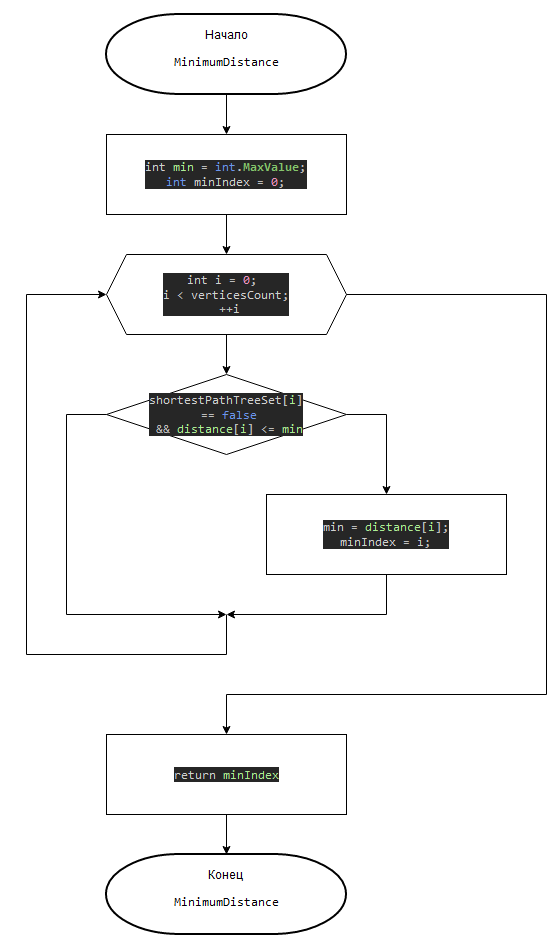 Начало
MinimumDistance
int min = int.MaxValue;
int minIndex = 0;
int i = 0;
i < verticesCount;
++i
shortestPathTreeSet[i]
== false
&& distance[i] <= min
min = distance[i];
minIndex = i;
return minIndex
Конец
MinimumDistance